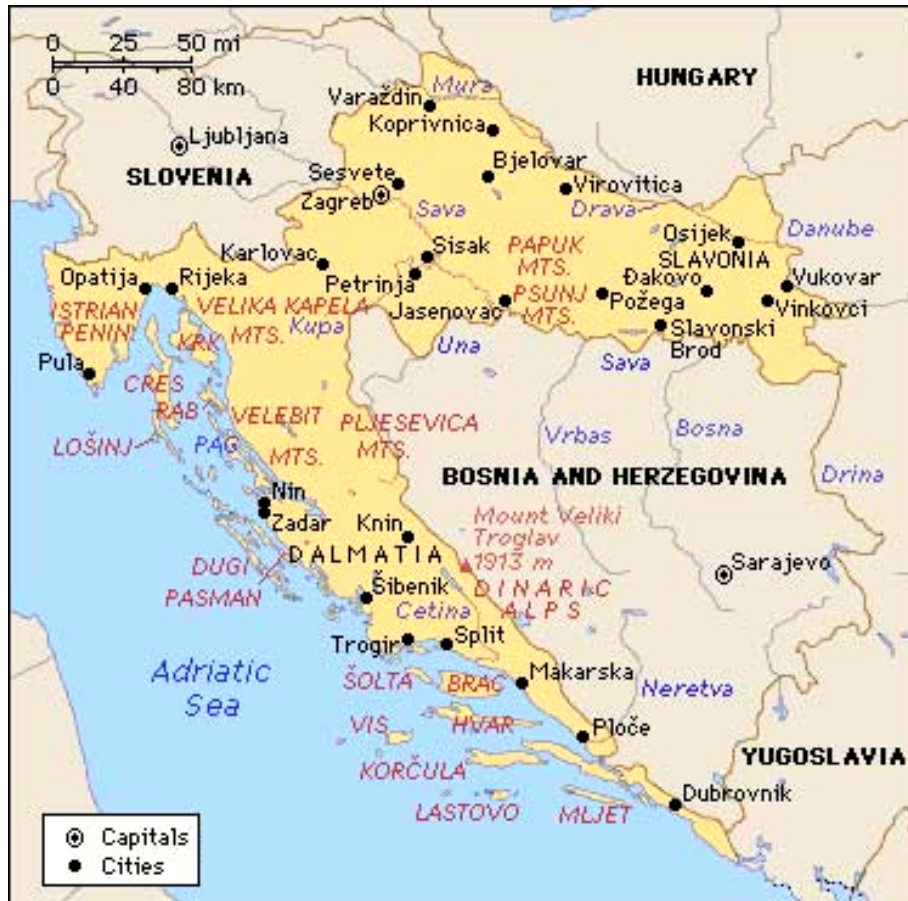 0 25 50 mi
0 40 80 km
HUNGARY
Mura
Varaždin
Koprivnica
Ljubljana
SLOVENIA
Bjelovar
Sesvete
Virovitica
Zagreb
Sava
Drava
Danube
Osijek
Sisak
Karlovac
PAPUK
MTS.
SLAVONIA
Opatija
Rijeka
Petrinja
Đakovo
Vukovar
ISTRIAN
PENIN.
VELIKA KAPELA
MTS.
Kupa
Jasenovac
PSUNJ
MTS.
Požega
Vinkovci
KRK
Slavonski
Brod
Una
Sava
Pula
CRES
RAB
VELEBIT
MTS.
PLJESEVICA
MTS.
Vrbas
Bosna
LOŠINJ
PAG
BOSNIA AND HERZEGOVINA
Drina
Nin
Zadar
Knin
Mount Veliki
Troglav
1913 m
DALMATIA
DUGI
PASMAN
Sarajevo
DINARIC
ALPS
Šibenik
Cetina
Trogir
Split
Adriatic
Sea
ŠOLTA
BRAC
Makarska
Neretva
VIS
HVAR
Ploče
KORČULA
YUGOSLAVIA
LASTOVO
MLJET
Dubrovnik
Capitals
Cities